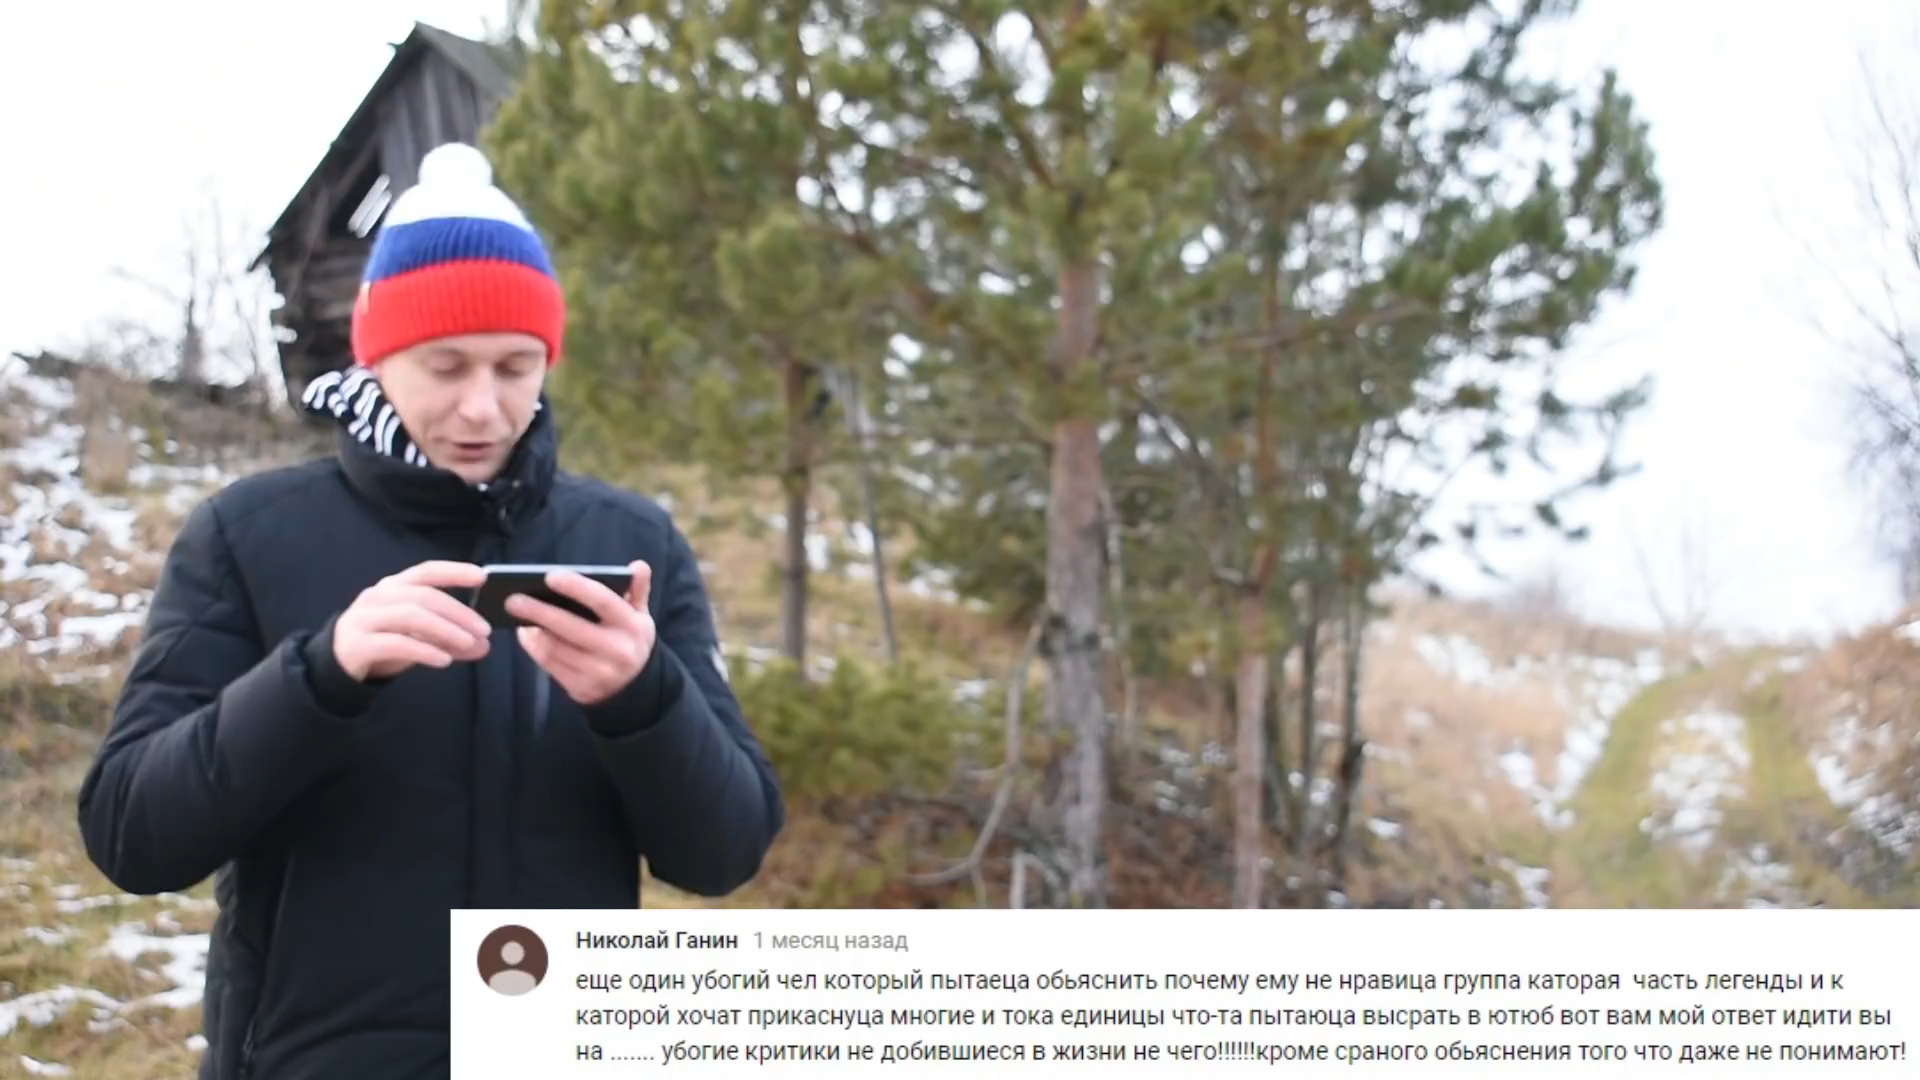 Николай Ганин 1 месяц назад
еще один убогий чел который пытаеца обьяснить почему ему не нравица группа каторая часть легенды и к
каторой хочат прикаснуца многие и тока единицы что-та пытаюца высрать в ютюб вот вам мой ответ идити вы
на ....... убогие критики не добившиеся в жизни не чего!!!!!!кроме сраного обьяснения того что даже не понимают!